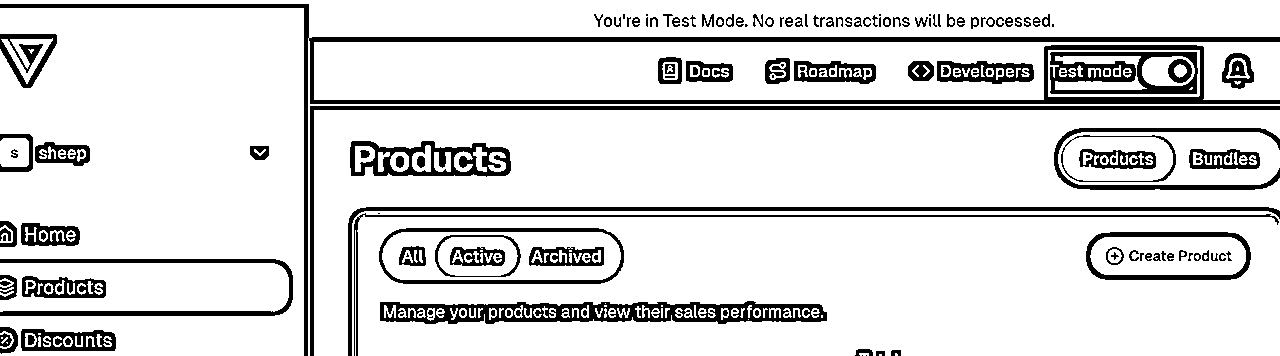 You're in Test Mode. No real transactions will be processed.
Docs Roadmap Developers Test mode
s sheep
Products
Products Bundles
Home
All Active Archived
Create Product
Products
Manage your products and view their sales performance.
Discounts